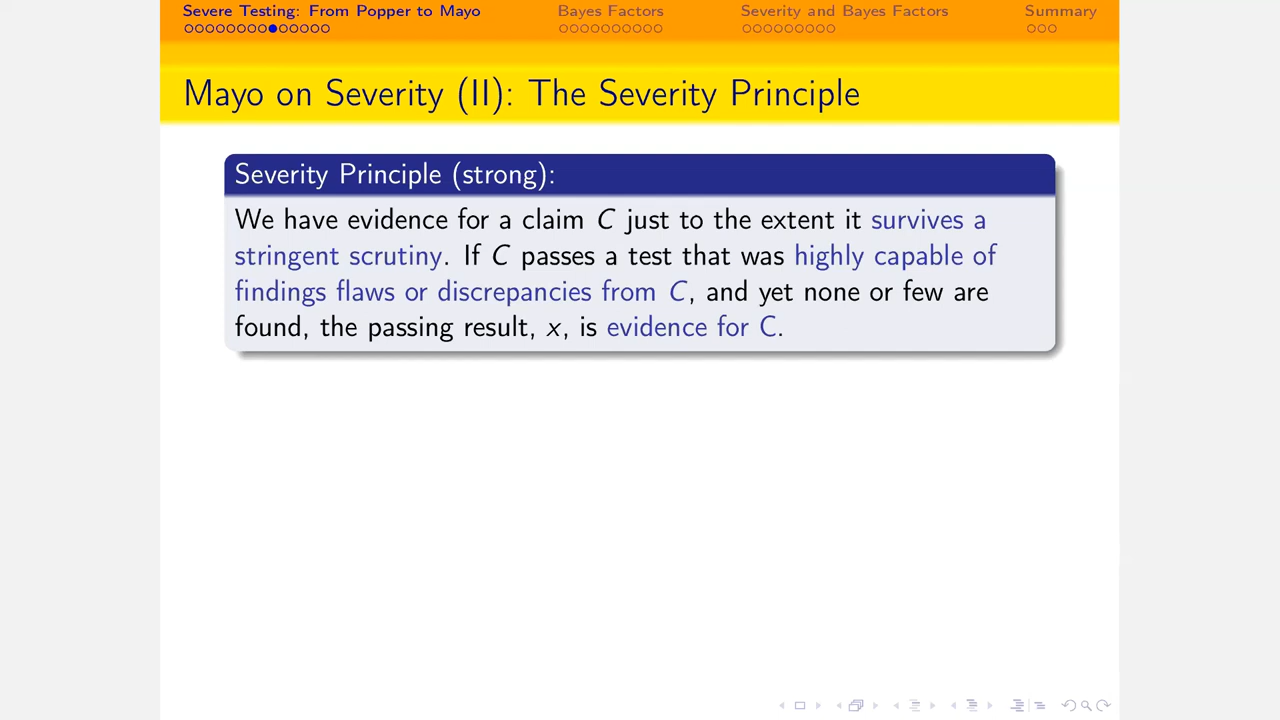 Severe Testing: From Popper to Mayo Bayes Factors Severity and Bayes Factors Summary
Mayo on Severity (II): The Severity Principle
Severity Principle (strong):
We have evidence for a claim C just to the extent it survives a
stringent scrutiny. If C passes a test that was highly capable of
findings flaws or discrepancies from C, and yet none or few are
found, the passing result, x, is evidence for C.